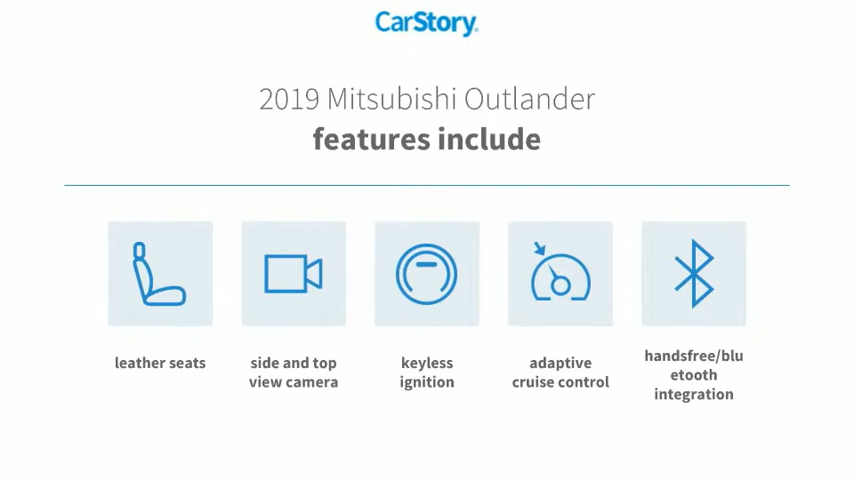 CarStory.
2019 Mitsubishi Outlander
features include
leather seats
side and top
view camera
keyless
ignition
adaptive
cruise control
handsfree/blu
etooth
integration